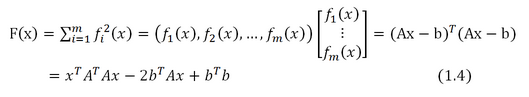 F(x) = ∑ᵢ₌₁ᵐ fᵢ²(x) = (f₁(x), f₂(x), …, fₘ(x)) [f₁(x) ⋮ fₘ(x)] = (Ax − b)ᵀ(Ax − b)
= xᵀAᵀAx − 2bᵀAx + bᵀb (1.4)